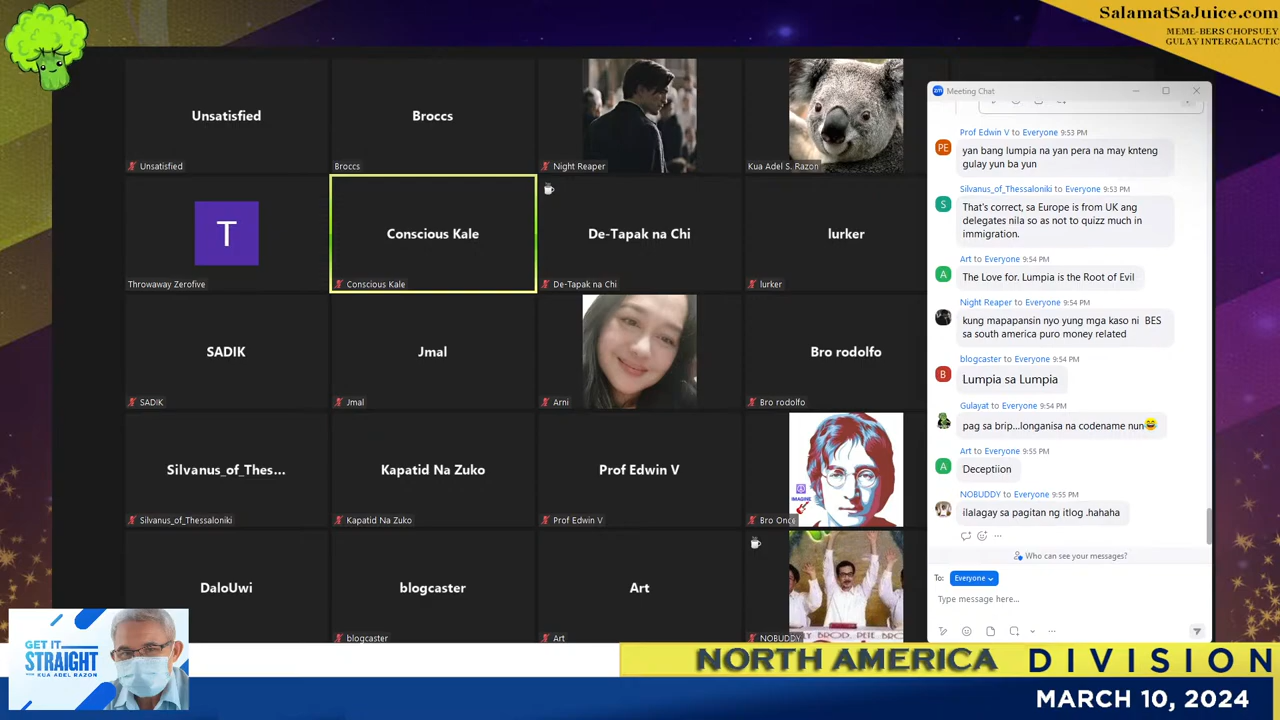 SalamatSaJuice.com
MEME-BERS CHOPSUEY
GULAY INTERGALACTIC
Unsatisfied
Unsatisfied
Broccs
Broccs
Night Reaper
Kua Adel S. Razon
T
Throwaway Zerofive
Conscious Kale
Conscious Kale
De-Tapak na Chi
De-Tapak na Chi
lurker
lurker
SADIK
SADIK
Jmal
Jmal
Arni
Bro rodolfo
Bro rodolfo
Silvanus_of_Thes...
Silvanus_of_Thessaloniki
Kapatid Na Zuko
Kapatid Na Zuko
Prof Edwin V
Prof Edwin V
IMAGINE
Bro Once
DaloUwi
blogcaster
blogcaster
Art
Art
NOBUDDY
BROD, PETE
Meeting Chat
Prof Edwin V to Everyone 9:53 PM
PE
yan bang lumpia na yan pera na may knteng
gulay yun ba yun
Silvanus_of_Thessaloniki to Everyone 9:53 PM
S
That's correct, sa Europe is from UK ang
delegates nila so as not to quizz much in
immigration.
Art to Everyone 9:54 PM
A
The Love for. Lumpia is the Root of Evil
Night Reaper to Everyone 9:54 PM
kung mapapansin nyo yung mga kaso ni BES
sa south america puro money related
blogcaster to Everyone 9:54 PM
B
Lumpia sa Lumpia
Gulayat to Everyone 9:54 PM
pag sa brip...longanisa na codename nun😅
Art to Everyone 9:55 PM
A
Deceptiion
NOBUDDY to Everyone 9:55 PM
ilalagay sa pagitan ng itlog .hahaha
Who can see your messages?
To: Everyone
Type message here...
GET IT
STRAIGHT
WITH KUA ADEL RAZON
NORTH AMERICA DIVISION
MARCH 10, 2024